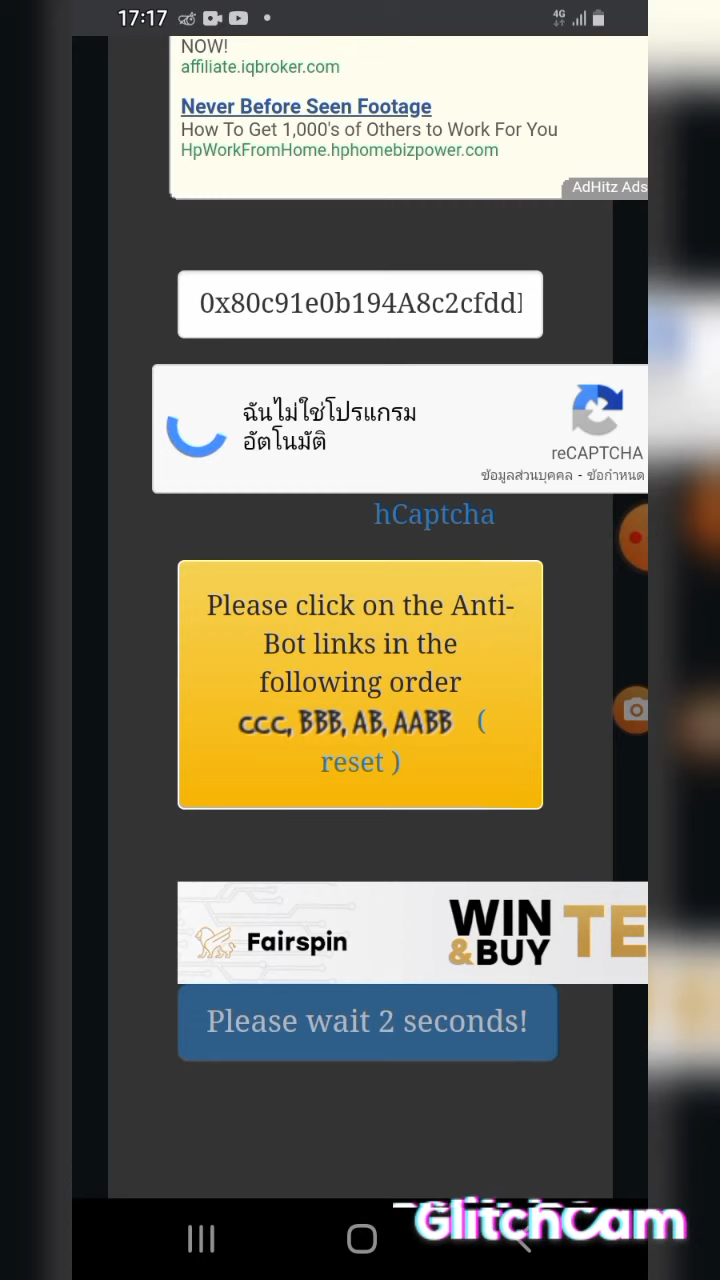 17:17
4G
NOW!
affiliate.iqbroker.com
Never Before Seen Footage
How To Get 1,000's of Others to Work For You
HpWorkFromHome.hphomebizpower.com
AdHitz Ads
0x80c91e0b194A8c2cfdd
ฉันไม่ใช่โปรแกรม
อัตโนมัติ
reCAPTCHA
ข้อมูลส่วนบุคคล - ข้อกำหนด
hCaptcha
Please click on the Anti-
Bot links in the
following order
CCC, BBB, AB, AABB (
reset )
Fairspin
WIN
&BUY
TE
Please wait 2 seconds!
GlitchCam